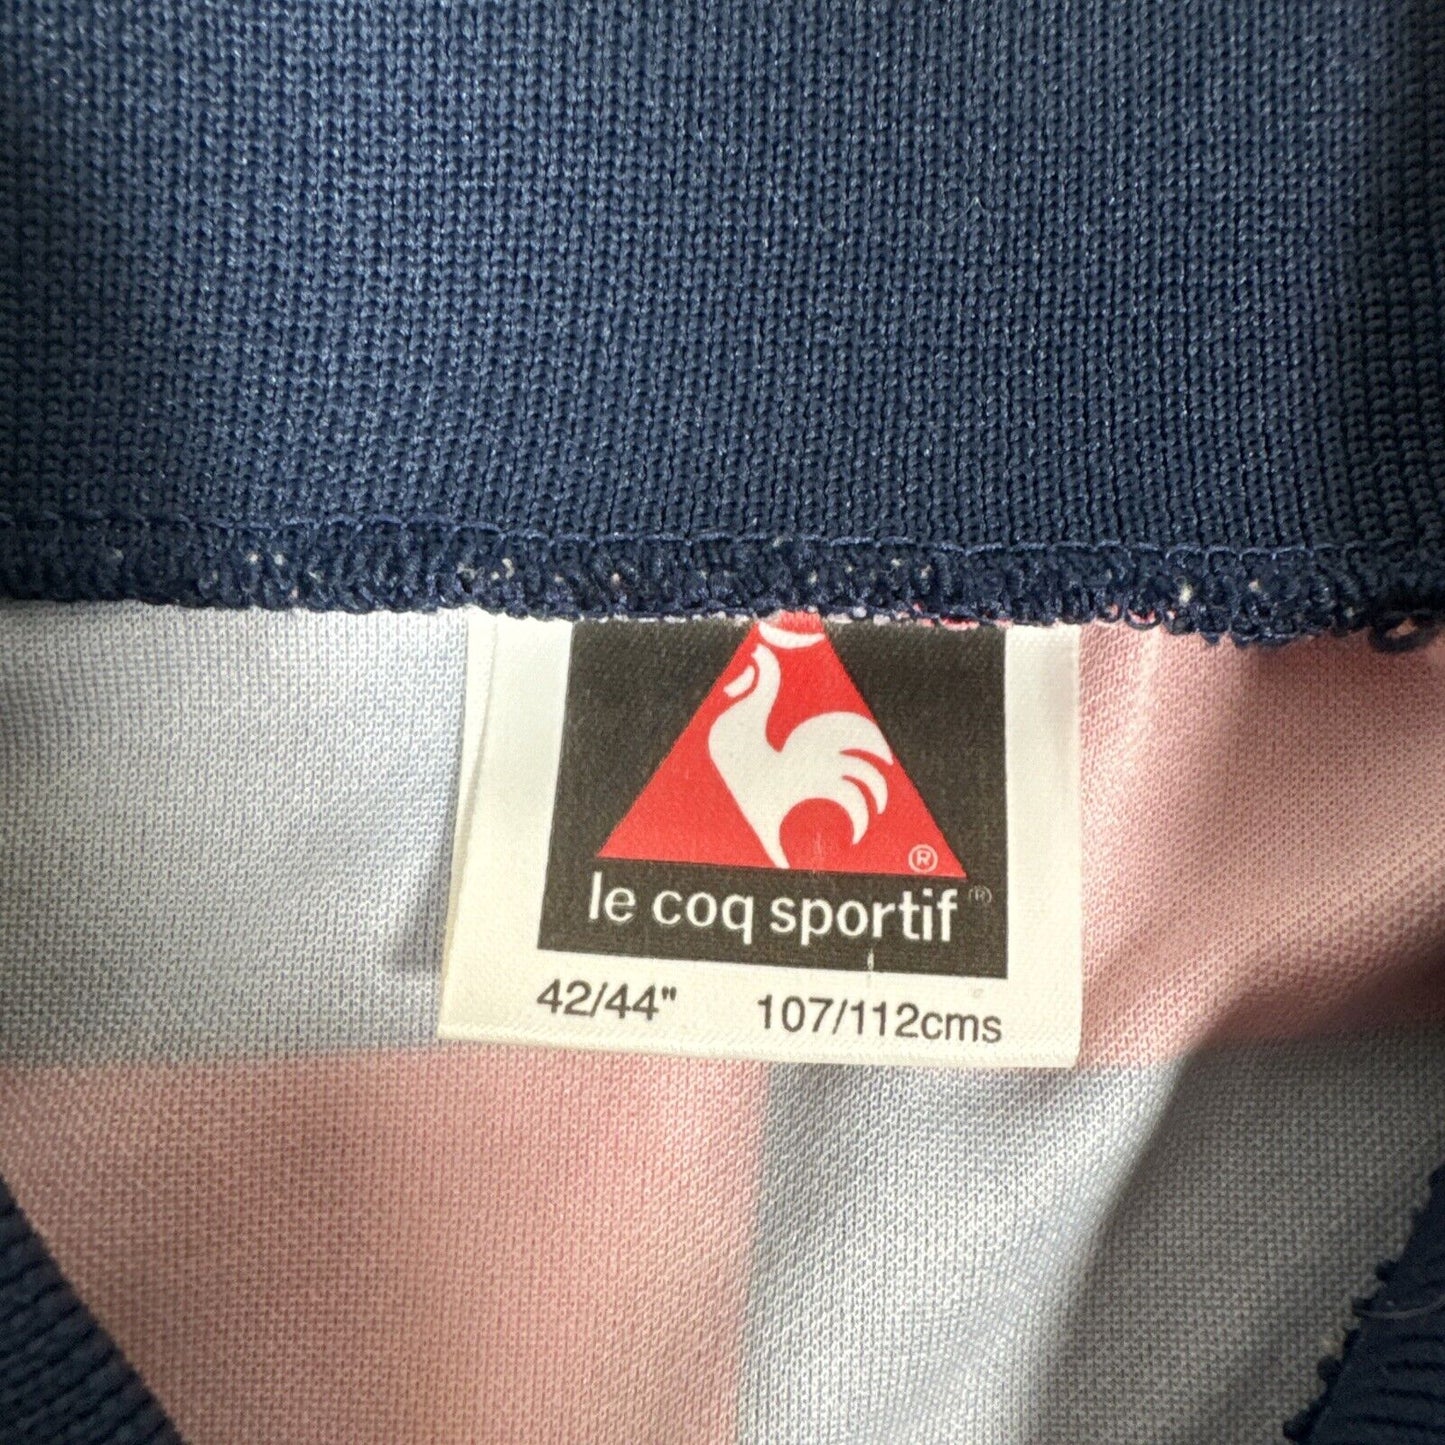 ®
le coq sportif ®
42/44" 107/112cms